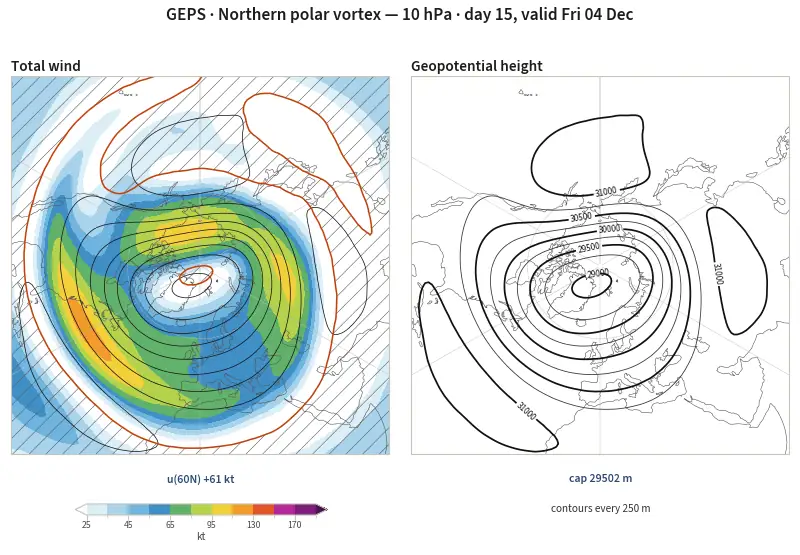 GEPS · Northern polar vortex — 10 hPa · day 15, valid Fri 04 Dec
Total wind
Geopotential height
31000
30500
30000
29500
29000
31000
31000
u(60N) +61 kt
cap 29502 m
contours every 250 m
25 45 65 95 130 170
kt